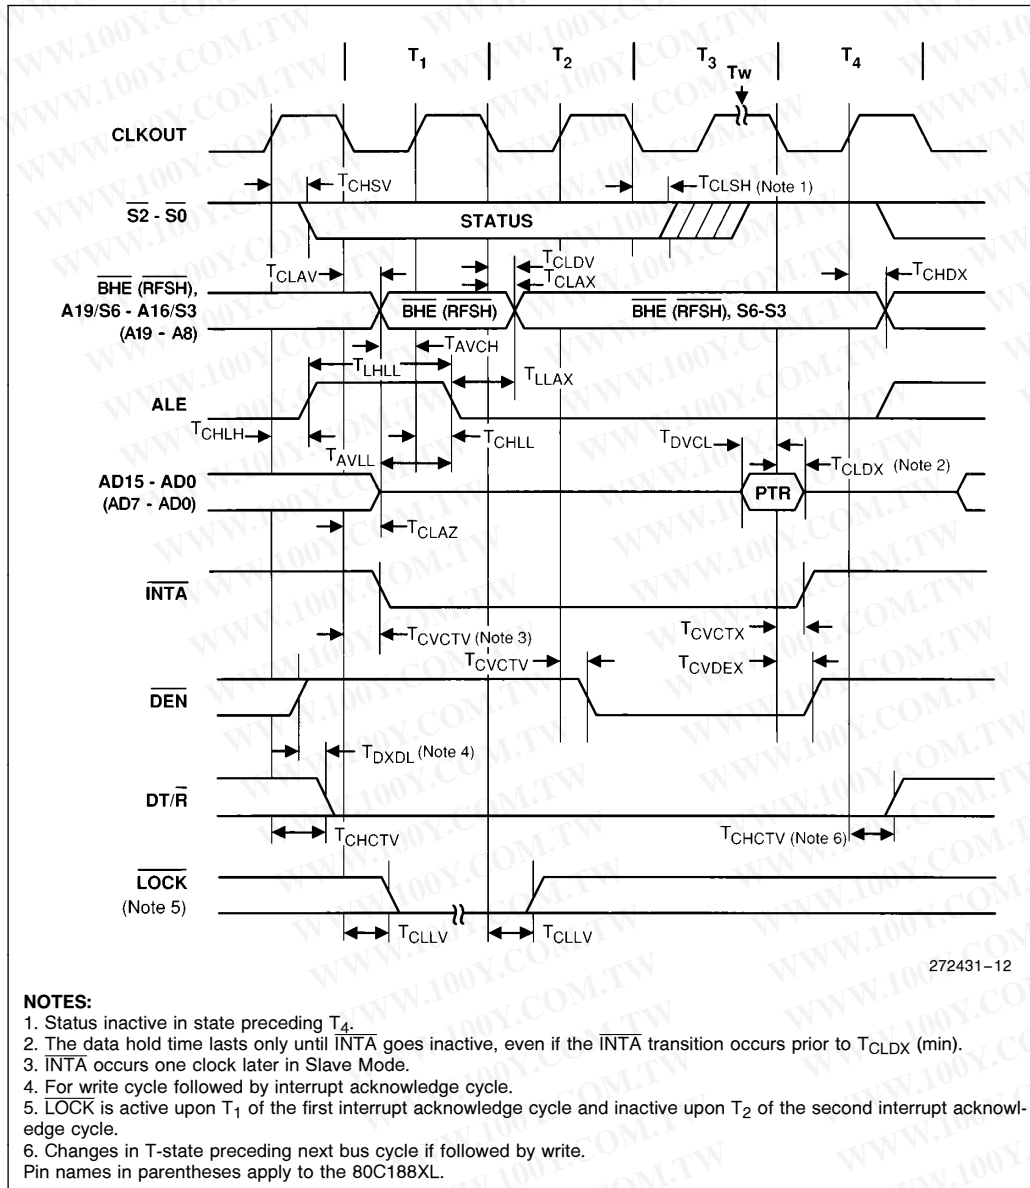 T1 T2 T3 T4
TW
CLKOUT
TCHSV
TCLSH (Note 1)
S2 - S0
STATUS
TCLAV
TCLDV
TCLAX
TCHDX
BHE (RFSH),
A19/S6 - A16/S3
(A19 - A8)
BHE (RFSH)
BHE (RFSH), S6-S3
TAVCH
TLHLL
TLLAX
ALE
TCHLH
TCHLL
TDVCL
TAVLL
TCLDX (Note 2)
AD15 - AD0
(AD7 - AD0)
PTR
TCLAZ
INTA
TCVCTV (Note 3)
TCVCTX
TCVCTV
TCVDEX
DEN
TDXDL (Note 4)
DT/R
TCHCTV
TCHCTV (Note 6)
LOCK
(Note 5)
TCLLV
TCLLV
272431-12
NOTES:
1. Status inactive in state preceding T4.
2. The data hold time lasts only until INTA goes inactive, even if the INTA transition occurs prior to TCLDX (min).
3. INTA occurs one clock later in Slave Mode.
4. For write cycle followed by interrupt acknowledge cycle.
5. LOCK is active upon T1 of the first interrupt acknowledge cycle and inactive upon T2 of the second interrupt acknowl-
edge cycle.
6. Changes in T-state preceding next bus cycle if followed by write.
Pin names in parentheses apply to the 80C188XL.
WWW.100Y.COM.TW